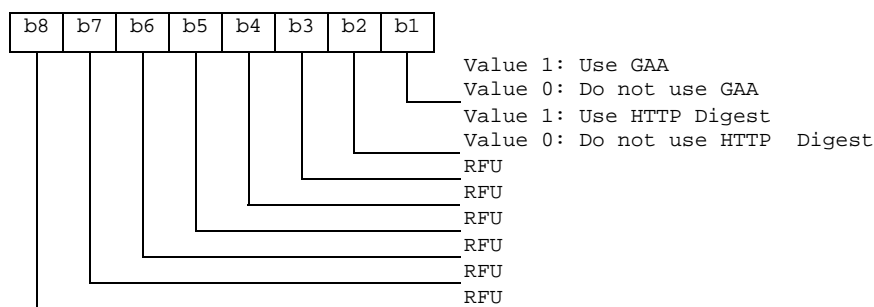 b8 b7 b6 b5 b4 b3 b2 b1
Value 1: Use GAA
Value 0: Do not use GAA
Value 1: Use HTTP Digest
Value 0: Do not use HTTP Digest
RFU
RFU
RFU
RFU
RFU
RFU